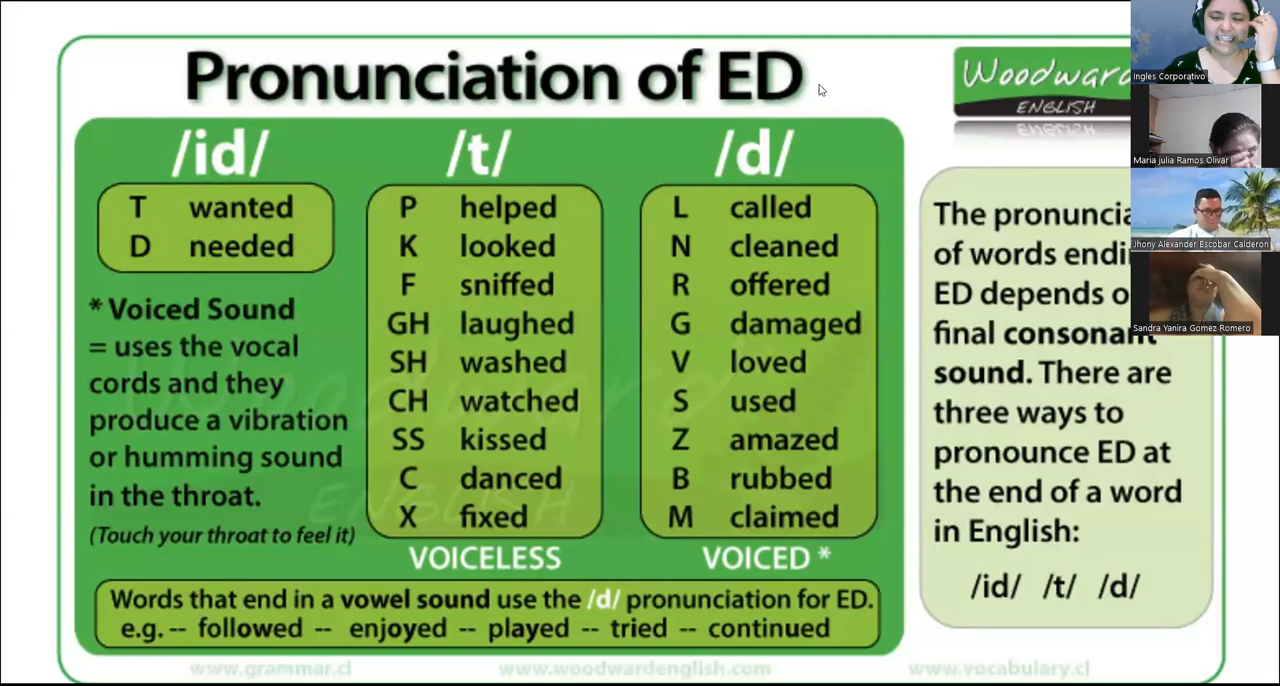 Pronunciation of ED
/id/
T wanted
D needed
* Voiced Sound
= uses the vocal
cords and they
produce a vibration
or humming sound
in the throat.
(Touch your throat to feel it)
/t/
P helped
K looked
F sniffed
GH laughed
SH washed
CH watched
SS kissed
C danced
X fixed
VOICELESS
/d/
L called
N cleaned
R offered
G damaged
V loved
S used
Z amazed
B rubbed
M claimed
VOICED *
Words that end in a vowel sound use the /d/ pronunciation for ED.
e.g. -- followed -- enjoyed -- played -- tried -- continued
Woodward
ENGLISH
The pronuncia
of words endi
ED depends o
final consonant
sound. There are
three ways to
pronounce ED at
the end of a word
in English:
/id/ /t/ /d/
www.grammar.cl www.woodwardenglish.com www.vocabulary.cl
Ingles Corporativo
Maria julia Ramos Olivar
Jhony Alexander Escobar Calderon
Sandra Yanira Gomez Romero